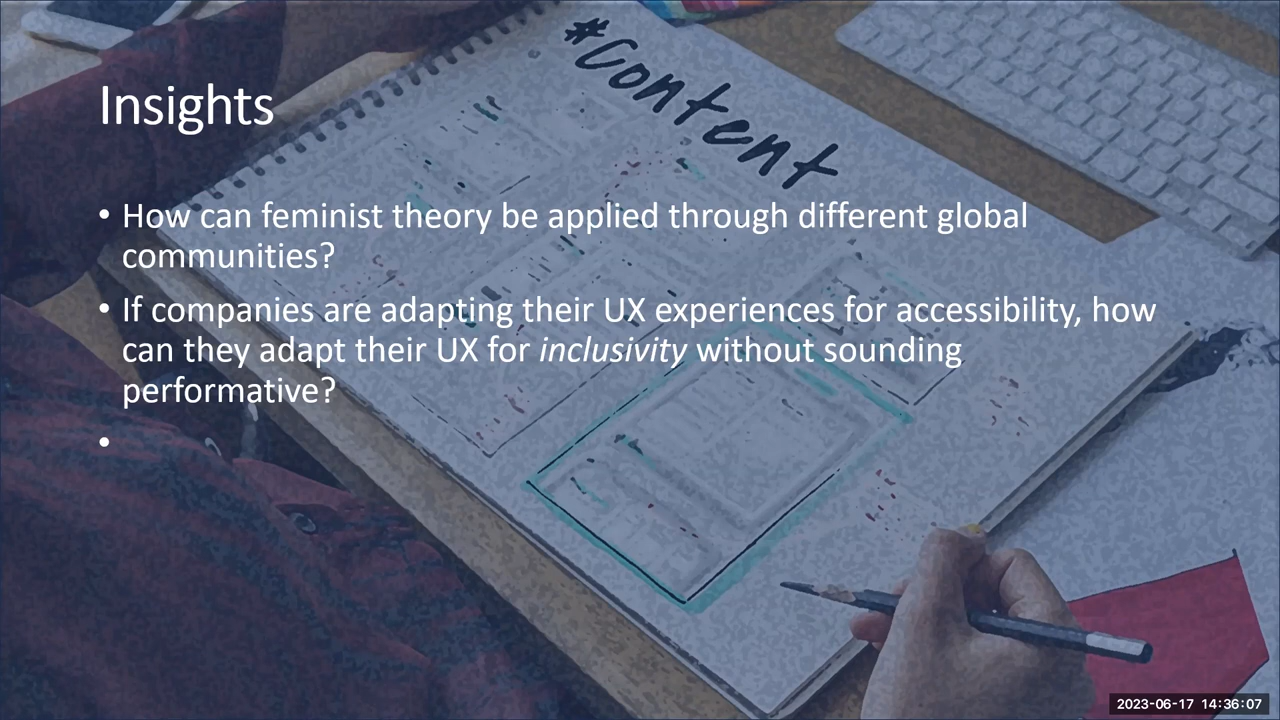 #Content
Insights
• How can feminist theory be applied through different global
communities?
• If companies are adapting their UX experiences for accessibility, how
can they adapt their UX for inclusivity without sounding
performative?
•
2023-06-17 14:36:07